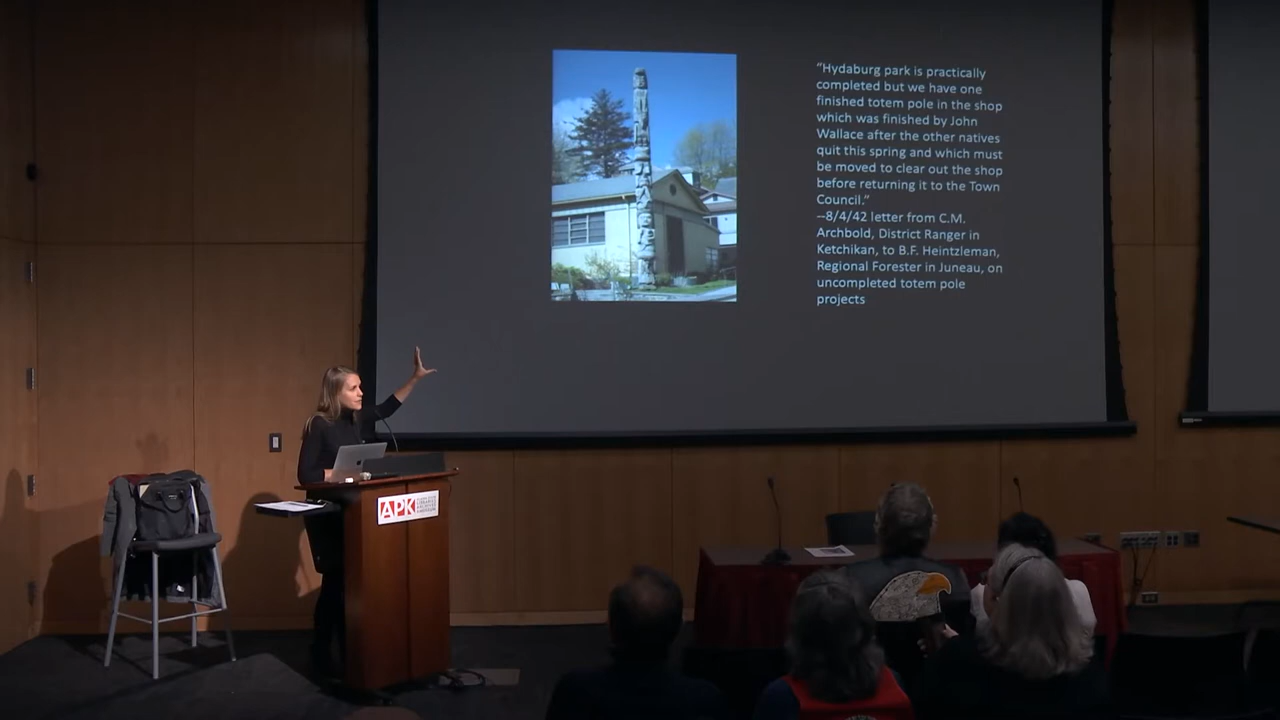 “Hydaburg park is practically
completed but we have one
finished totem pole in the shop
which was finished by John
Wallace after the other natives
quit this spring and which must
be moved to clear out the shop
before returning it to the Town
Council.”
--8/4/42 letter from C.M.
Archbold, District Ranger in
Ketchikan, to B.F. Heintzleman,
Regional Forester in Juneau, on
uncompleted totem pole
projects
APK